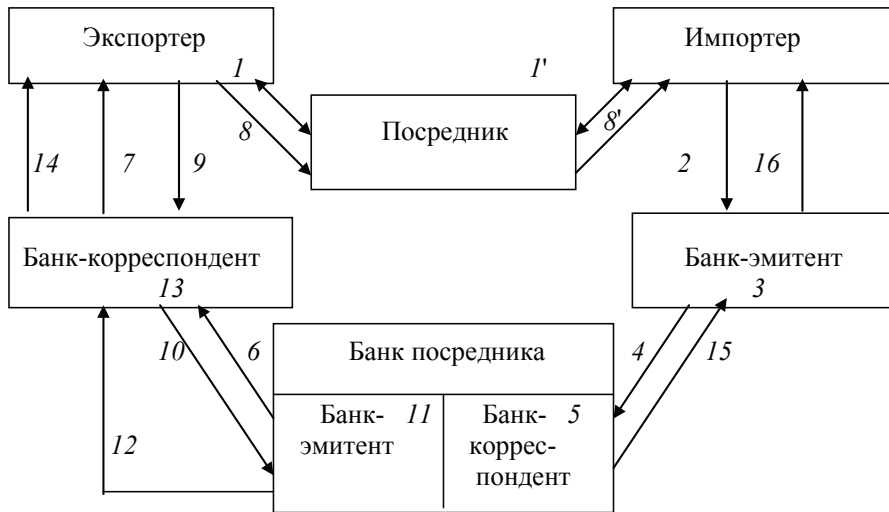 Экспортер
Импортер
1
1'
Посредник
8
8'
14
7
9
2
16
Банк-корреспондент
13
Банк-эмитент
3
10
6
Банк посредника
4
15
Банк-
эмитент
11
Банк-
коррес-
пондент
5
12